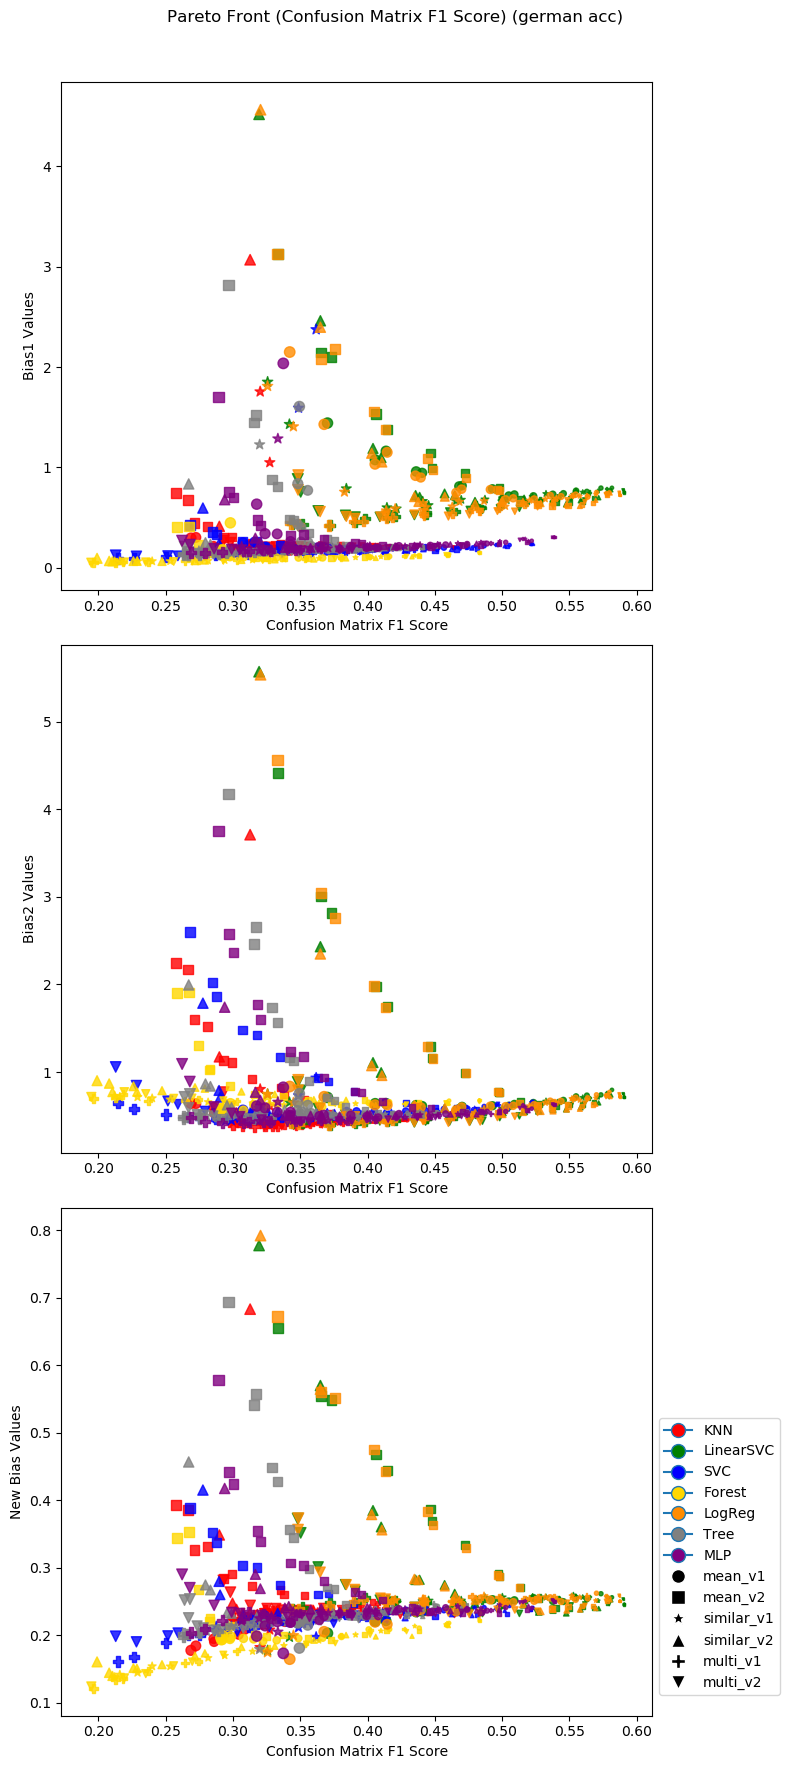 Pareto Front (Confusion Matrix F1 Score) (german acc)
4
3
2
1
0
Bias1 Values
0.20 0.25 0.30 0.35 0.40 0.45 0.50 0.55 0.60
Confusion Matrix F1 Score
5
4
3
2
1
Bias2 Values
0.20 0.25 0.30 0.35 0.40 0.45 0.50 0.55 0.60
Confusion Matrix F1 Score
0.8
0.7
0.6
0.5
0.4
0.3
0.2
0.1
New Bias Values
0.20 0.25 0.30 0.35 0.40 0.45 0.50 0.55 0.60
Confusion Matrix F1 Score
KNN
LinearSVC
SVC
Forest
LogReg
Tree
MLP
mean_v1
mean_v2
similar_v1
similar_v2
multi_v1
multi_v2